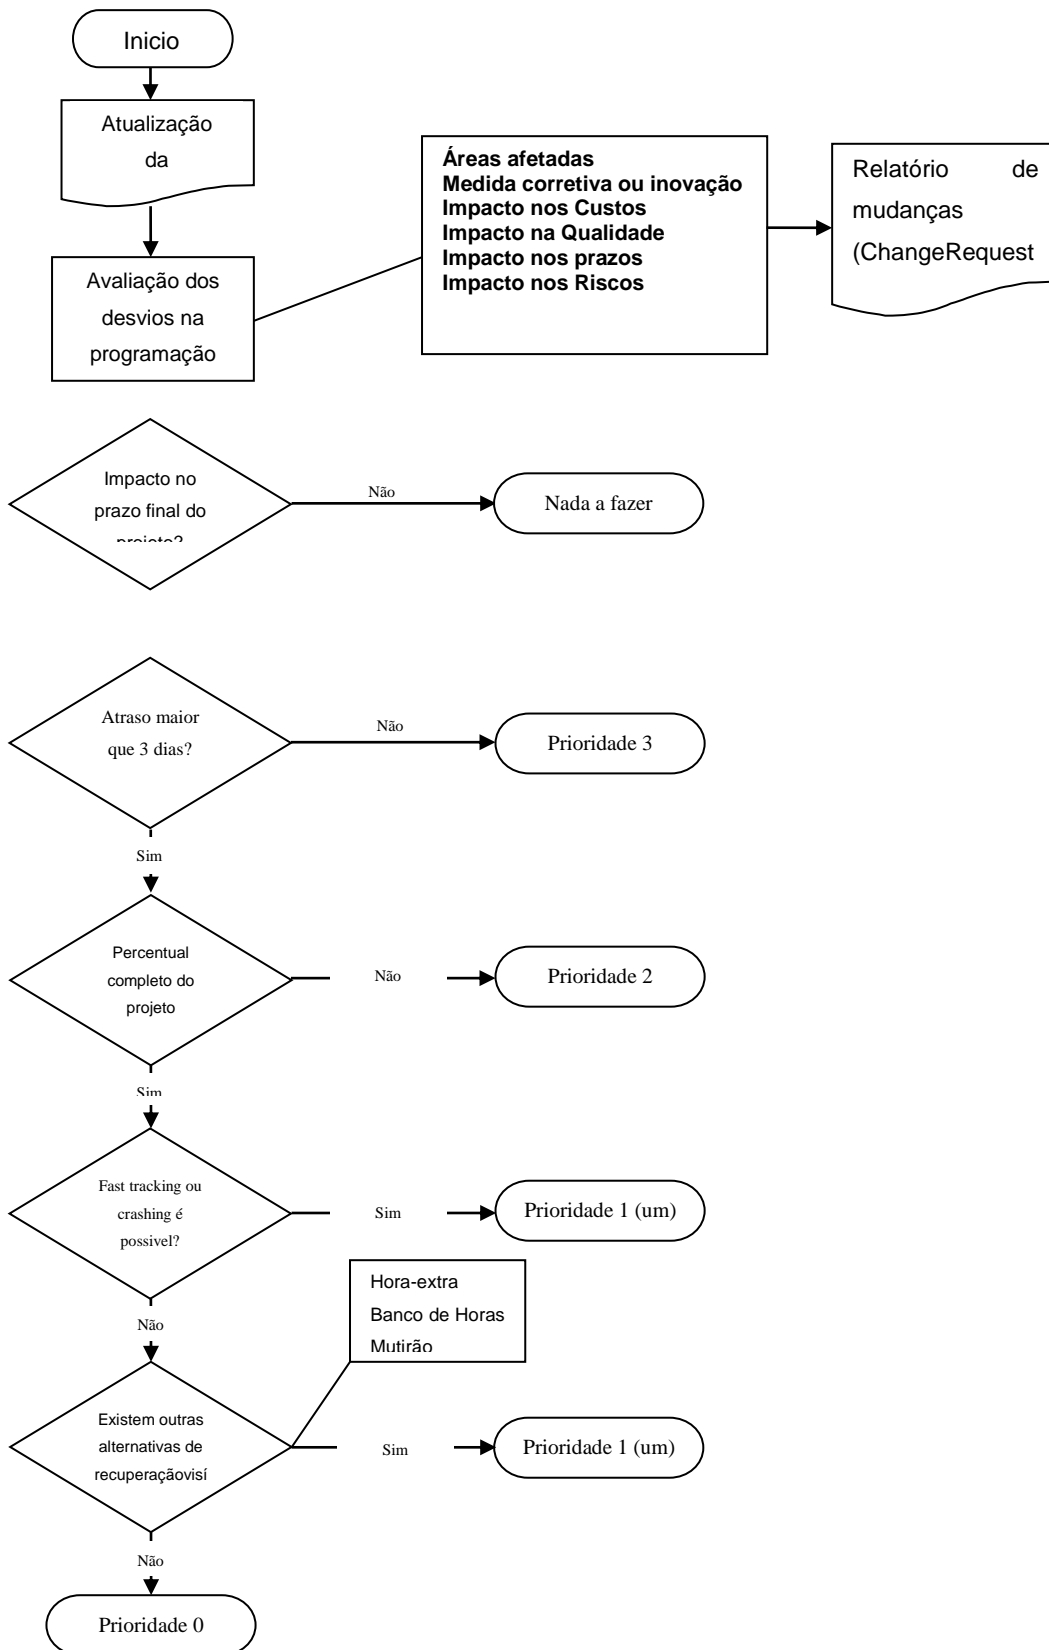 Inicio
Atualização
da
Áreas afetadas
Medida corretiva ou inovação
Impacto nos Custos
Impacto na Qualidade
Impacto nos prazos
Impacto nos Riscos
Relatório de
mudanças
(ChangeRequest
Avaliação dos
desvios na
programação
Impacto no
prazo final do
projeto?
Não
Nada a fazer
Atraso maior
que 3 dias?
Não
Prioridade 3
Sim
Percentual
completo do
projeto
Não
Prioridade 2
Sim
Fast tracking ou
crashing é
possivel?
Sim
Prioridade 1 (um)
Hora-extra
Banco de Horas
Mutirão
Não
Existem outras
alternativas de
recuperaçãovisí
Sim
Prioridade 1 (um)
Não
Prioridade 0